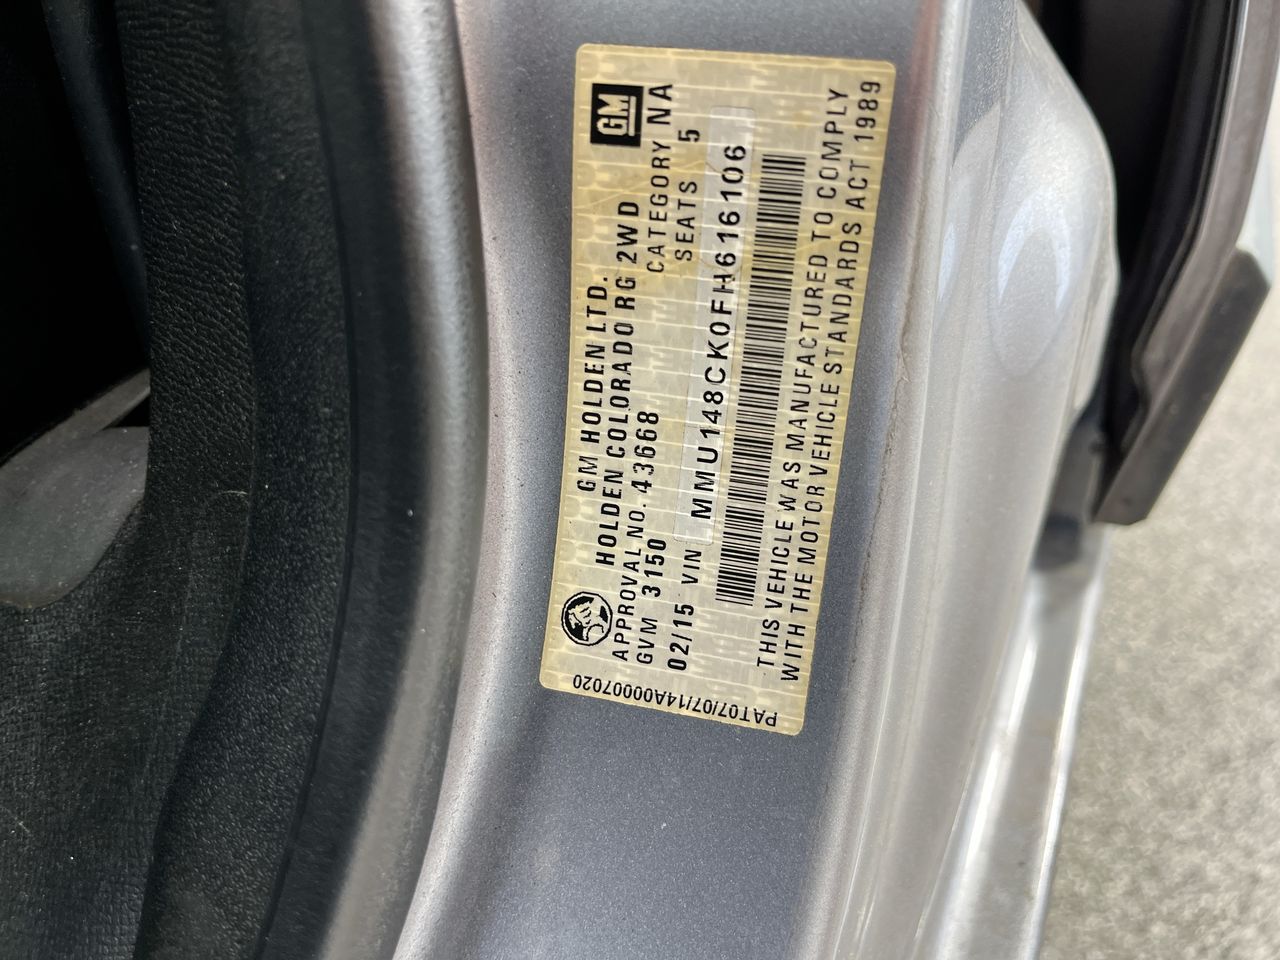 GM HOLDEN LTD.
GM
HOLDEN COLORADO RG 2WD
APPROVAL NO. 43668
CATEGORY NA
GVM 3150
SEATS 5
02/15 VIN MMU148CK0FH616106
THIS VEHICLE WAS MANUFACTURED TO COMPLY
WITH THE MOTOR VEHICLE STANDARDS ACT 1989
PAT07/07/14A00007020